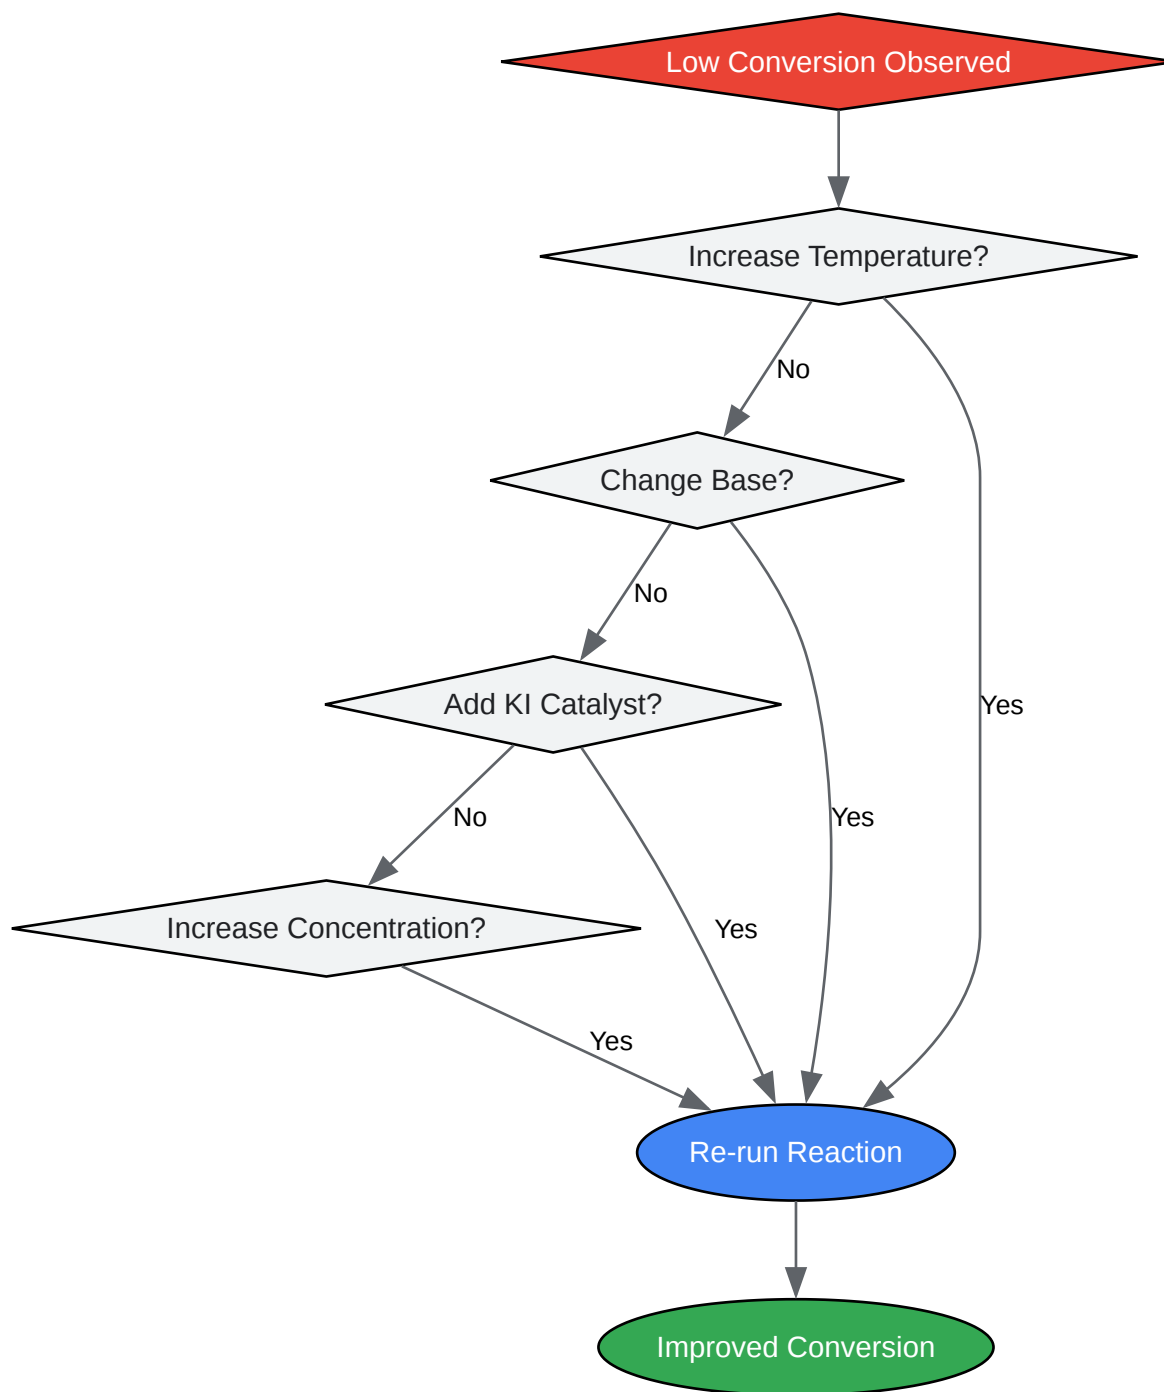 Low Conversion Observed
Increase Temperature?
No
Change Base?
No
Add KI Catalyst?
Yes
No
Yes
Increase Concentration?
Yes
Yes
Re-run Reaction
Improved Conversion